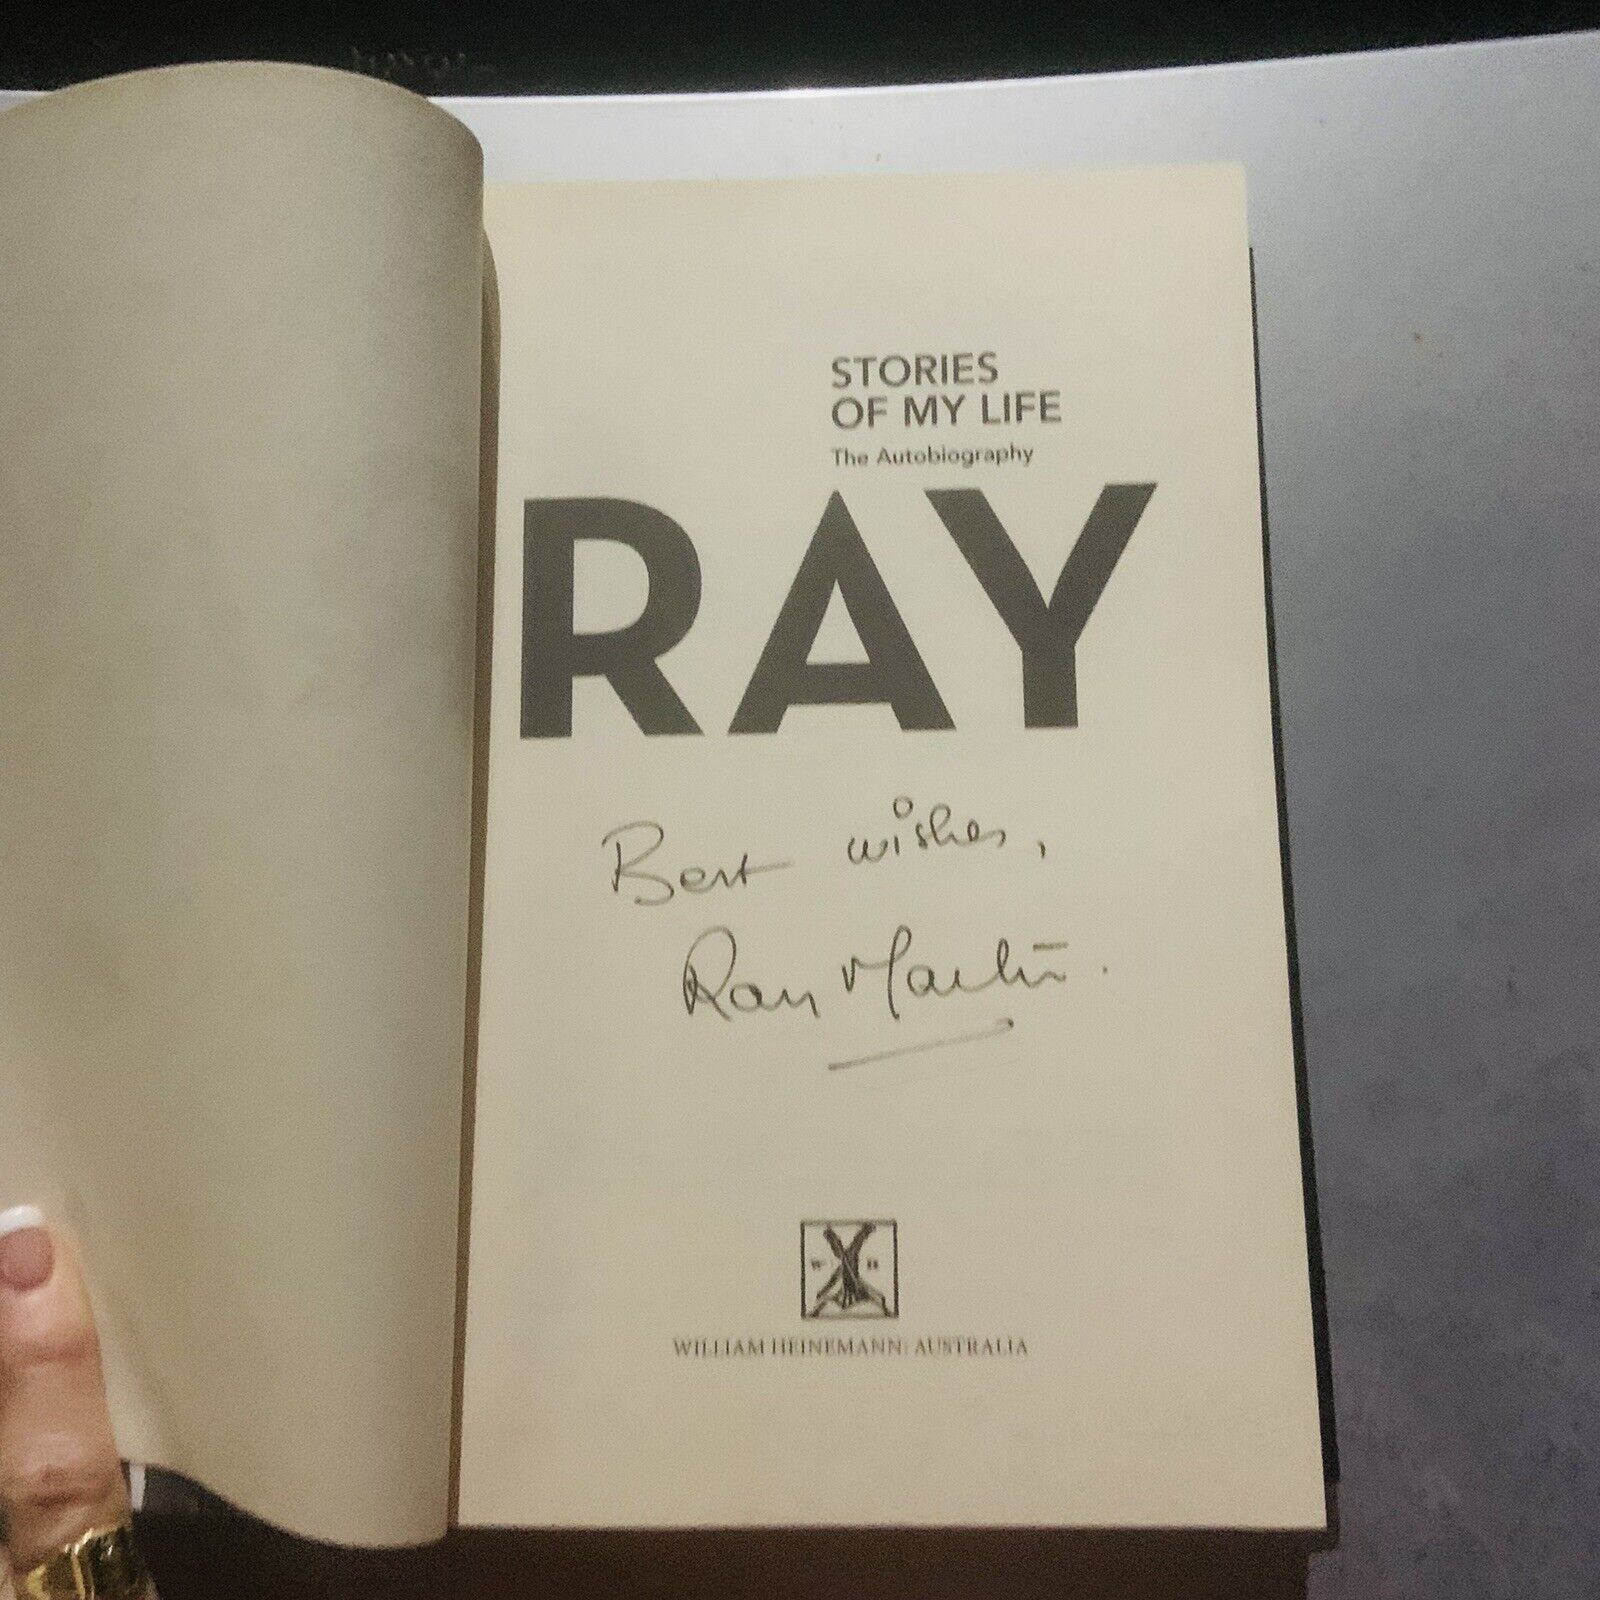 STORIES
OF MY LIFE
The Autobiography
RAY
Best wishes,
Ray Martin.
W H
WILLIAM HEINEMANN: AUSTRALIA